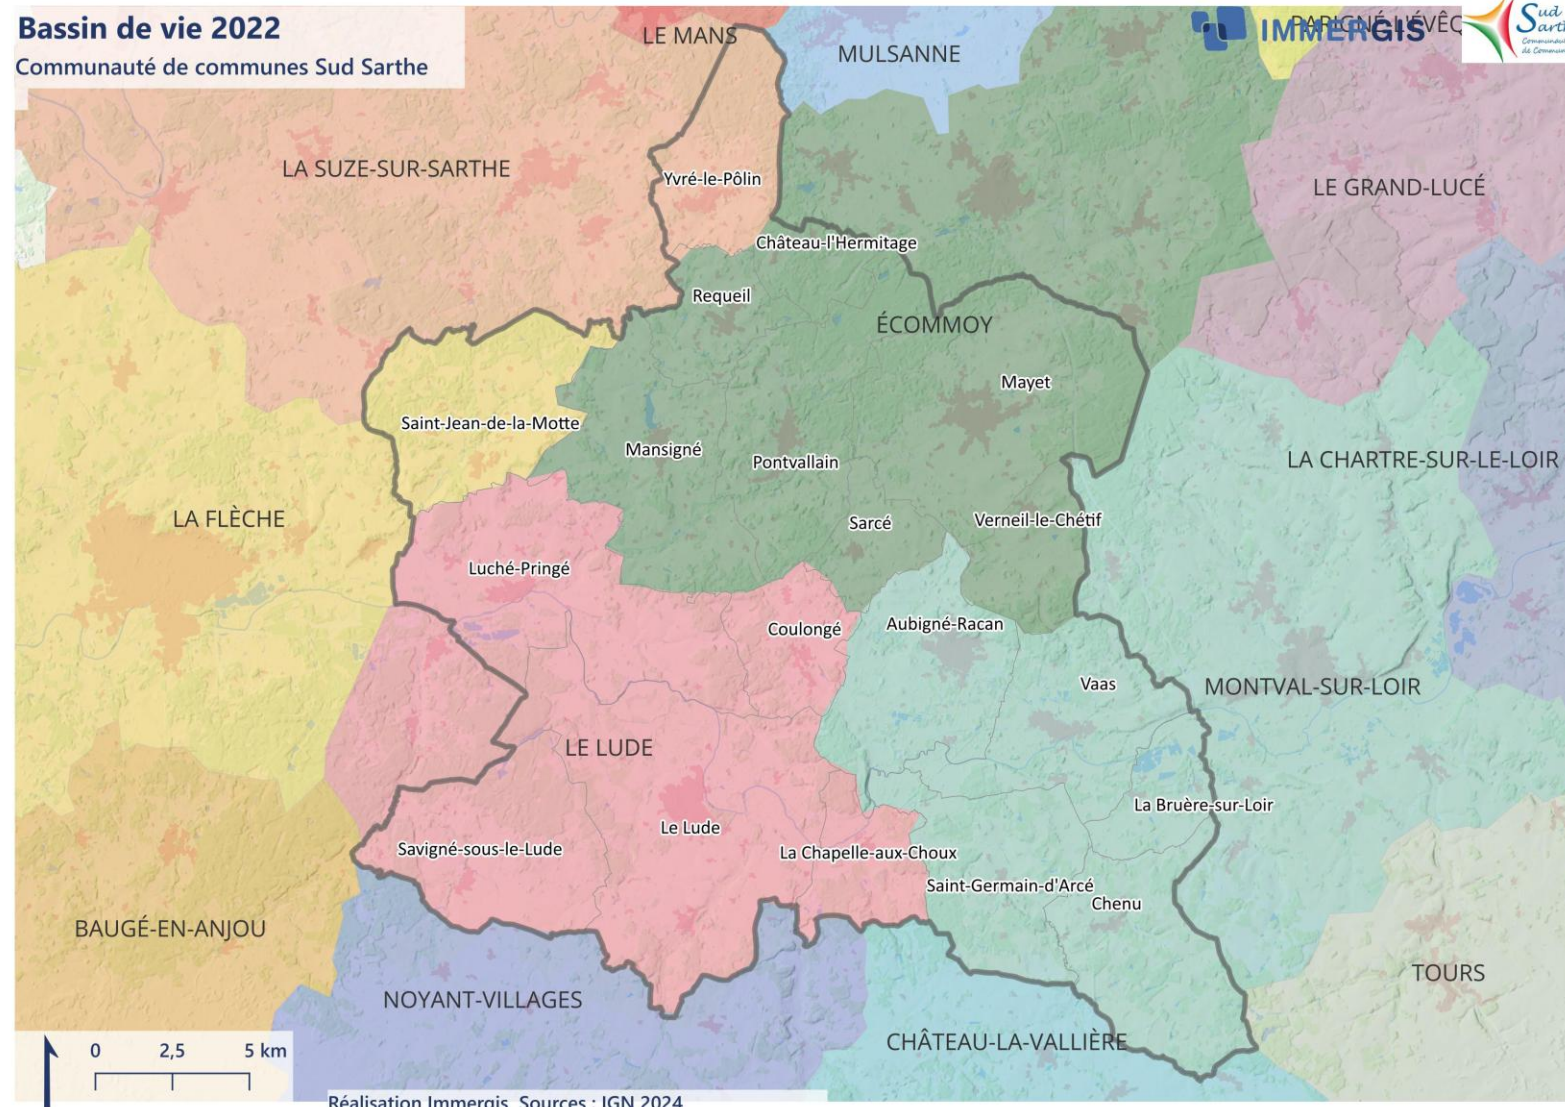 Bassin de vie 2022
Communauté de communes Sud Sarthe
LE MANS
MULSANNE
IMMERGIS
Sud
LA SUZE-SUR-SARTHE
Yvré-le-Pôlin
LE GRAND-LUCÉ
Château-l'Hermitage
Requeil
ÉCOMMOY
Mayet
Saint-Jean-de-la-Motte
Mansigné
Pontvallain
LA CHARTRE-SUR-LE-LOIR
LA FLÈCHE
Sarcé
Verneil-le-Chétif
Luché-Pringé
Coulongé
Aubigné-Racan
Vaas
MONTVAL-SUR-LOIR
LE LUDE
La Bruère-sur-Loir
Le Lude
Savigné-sous-le-Lude
La Chapelle-aux-Choux
Saint-Germain-d'Arcé
Chenu
BAUGÉ-EN-ANJOU
TOURS
NOYANT-VILLAGES
CHÂTEAU-LA-VALLIÈRE
0 2,5 5 km
Réalisation Immergis, Sources : IGN 2024